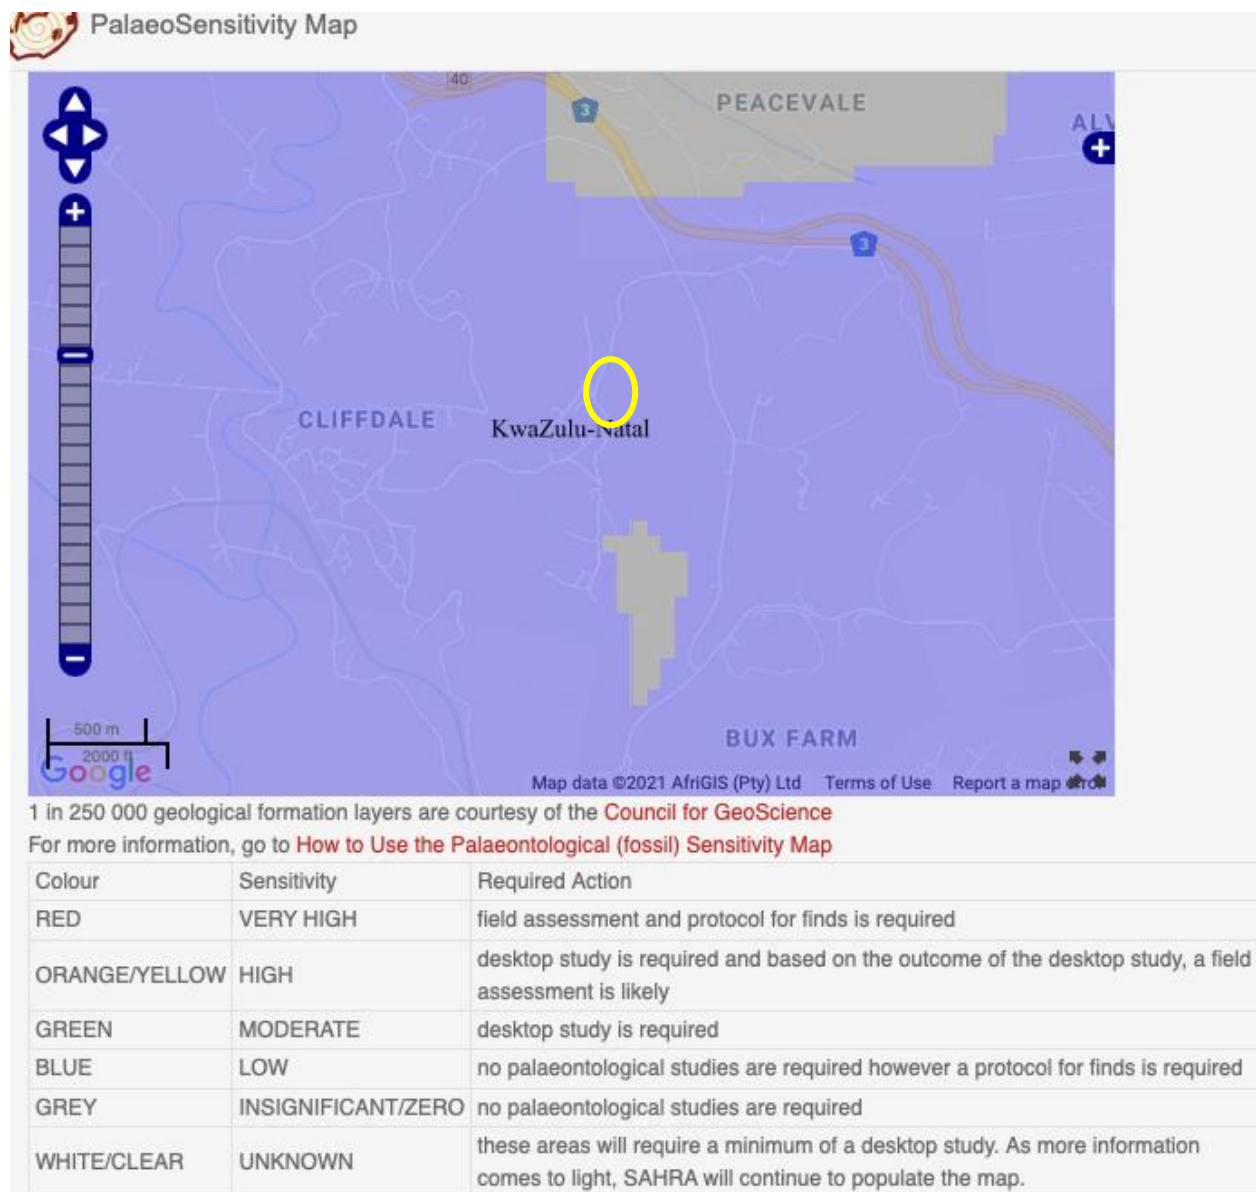 PalaeoSensitivity Map
40
3
PEACEVALE
ALV
3
CLIFFDALE
KwaZulu-Natal
BUX FARM
500 m
2000 ft
Google
Map data ©2021 AfriGIS (Pty) Ltd Terms of Use Report a map error
1 in 250 000 geological formation layers are courtesy of the Council for GeoScience
For more information, go to How to Use the Palaeontological (fossil) Sensitivity Map
Colour Sensitivity Required Action
RED VERY HIGH field assessment and protocol for finds is required
ORANGE/YELLOW HIGH desktop study is required and based on the outcome of the desktop study, a field
assessment is likely
GREEN MODERATE desktop study is required
BLUE LOW no palaeontological studies are required however a protocol for finds is required
GREY INSIGNIFICANT/ZERO no palaeontological studies are required
WHITE/CLEAR UNKNOWN these areas will require a minimum of a desktop study. As more information
comes to light, SAHRA will continue to populate the map.